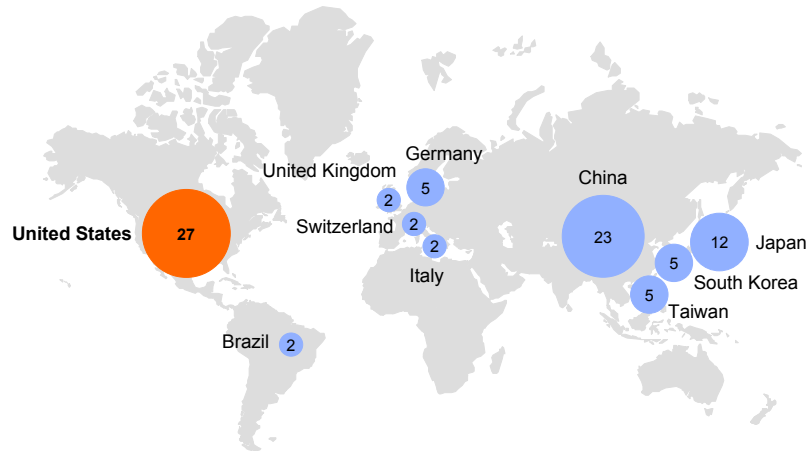 Germany
5
United Kingdom
2
China
23
United States
27
Switzerland
2
2
Italy
12
Japan
5
South Korea
5
Taiwan
Brazil
2